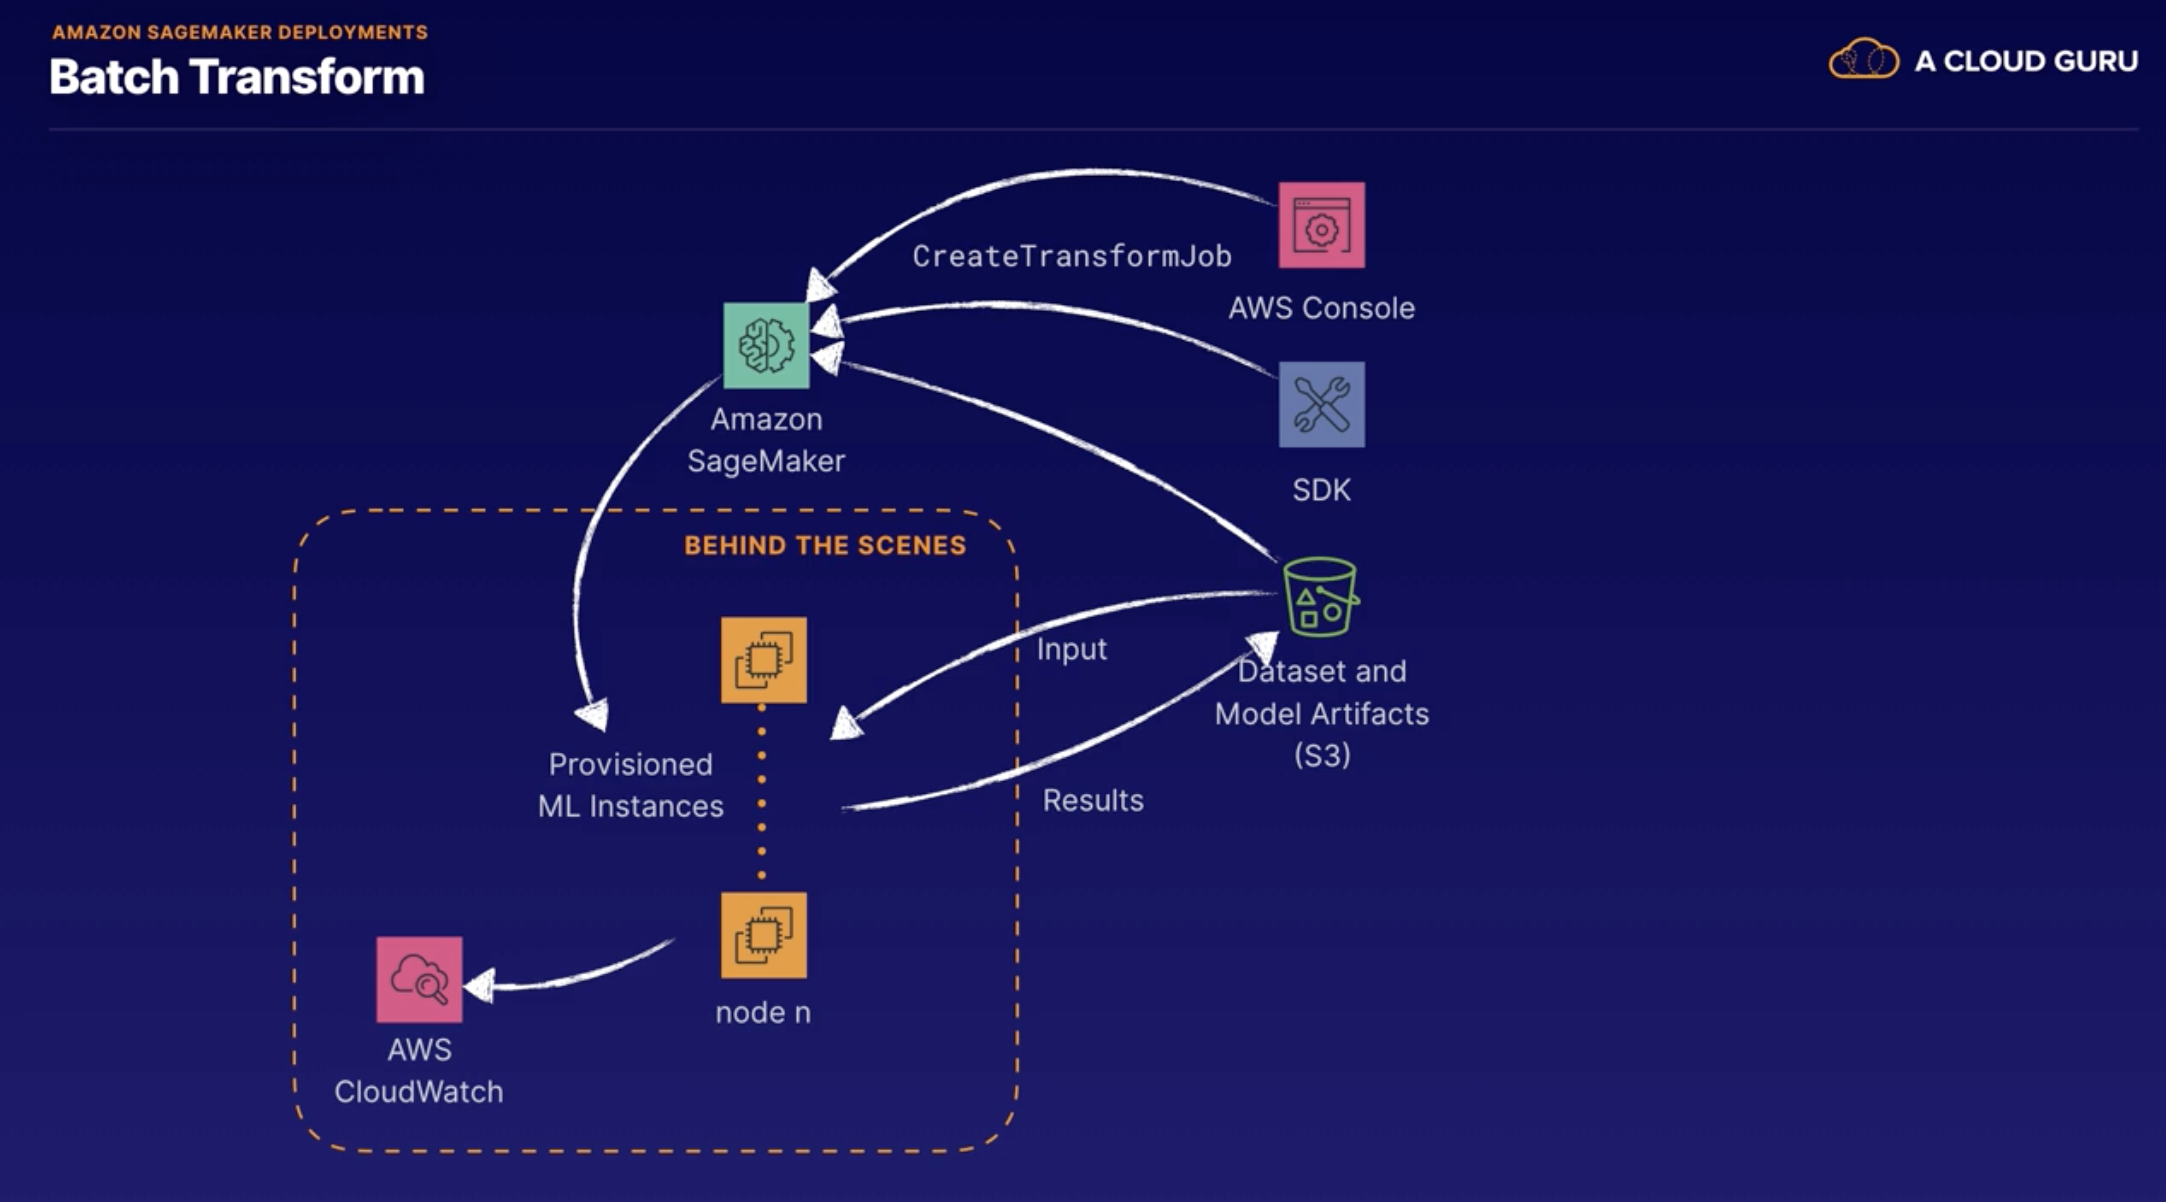 AMAZON SAGEMAKER DEPLOYMENTS
Batch Transform
A CLOUD GURU
CreateTransformJob
AWS Console
Amazon
SageMaker
SDK
BEHIND THE SCENES
Input
Dataset and
Model Artifacts
(S3)
Provisioned
ML Instances
Results
node n
AWS
CloudWatch